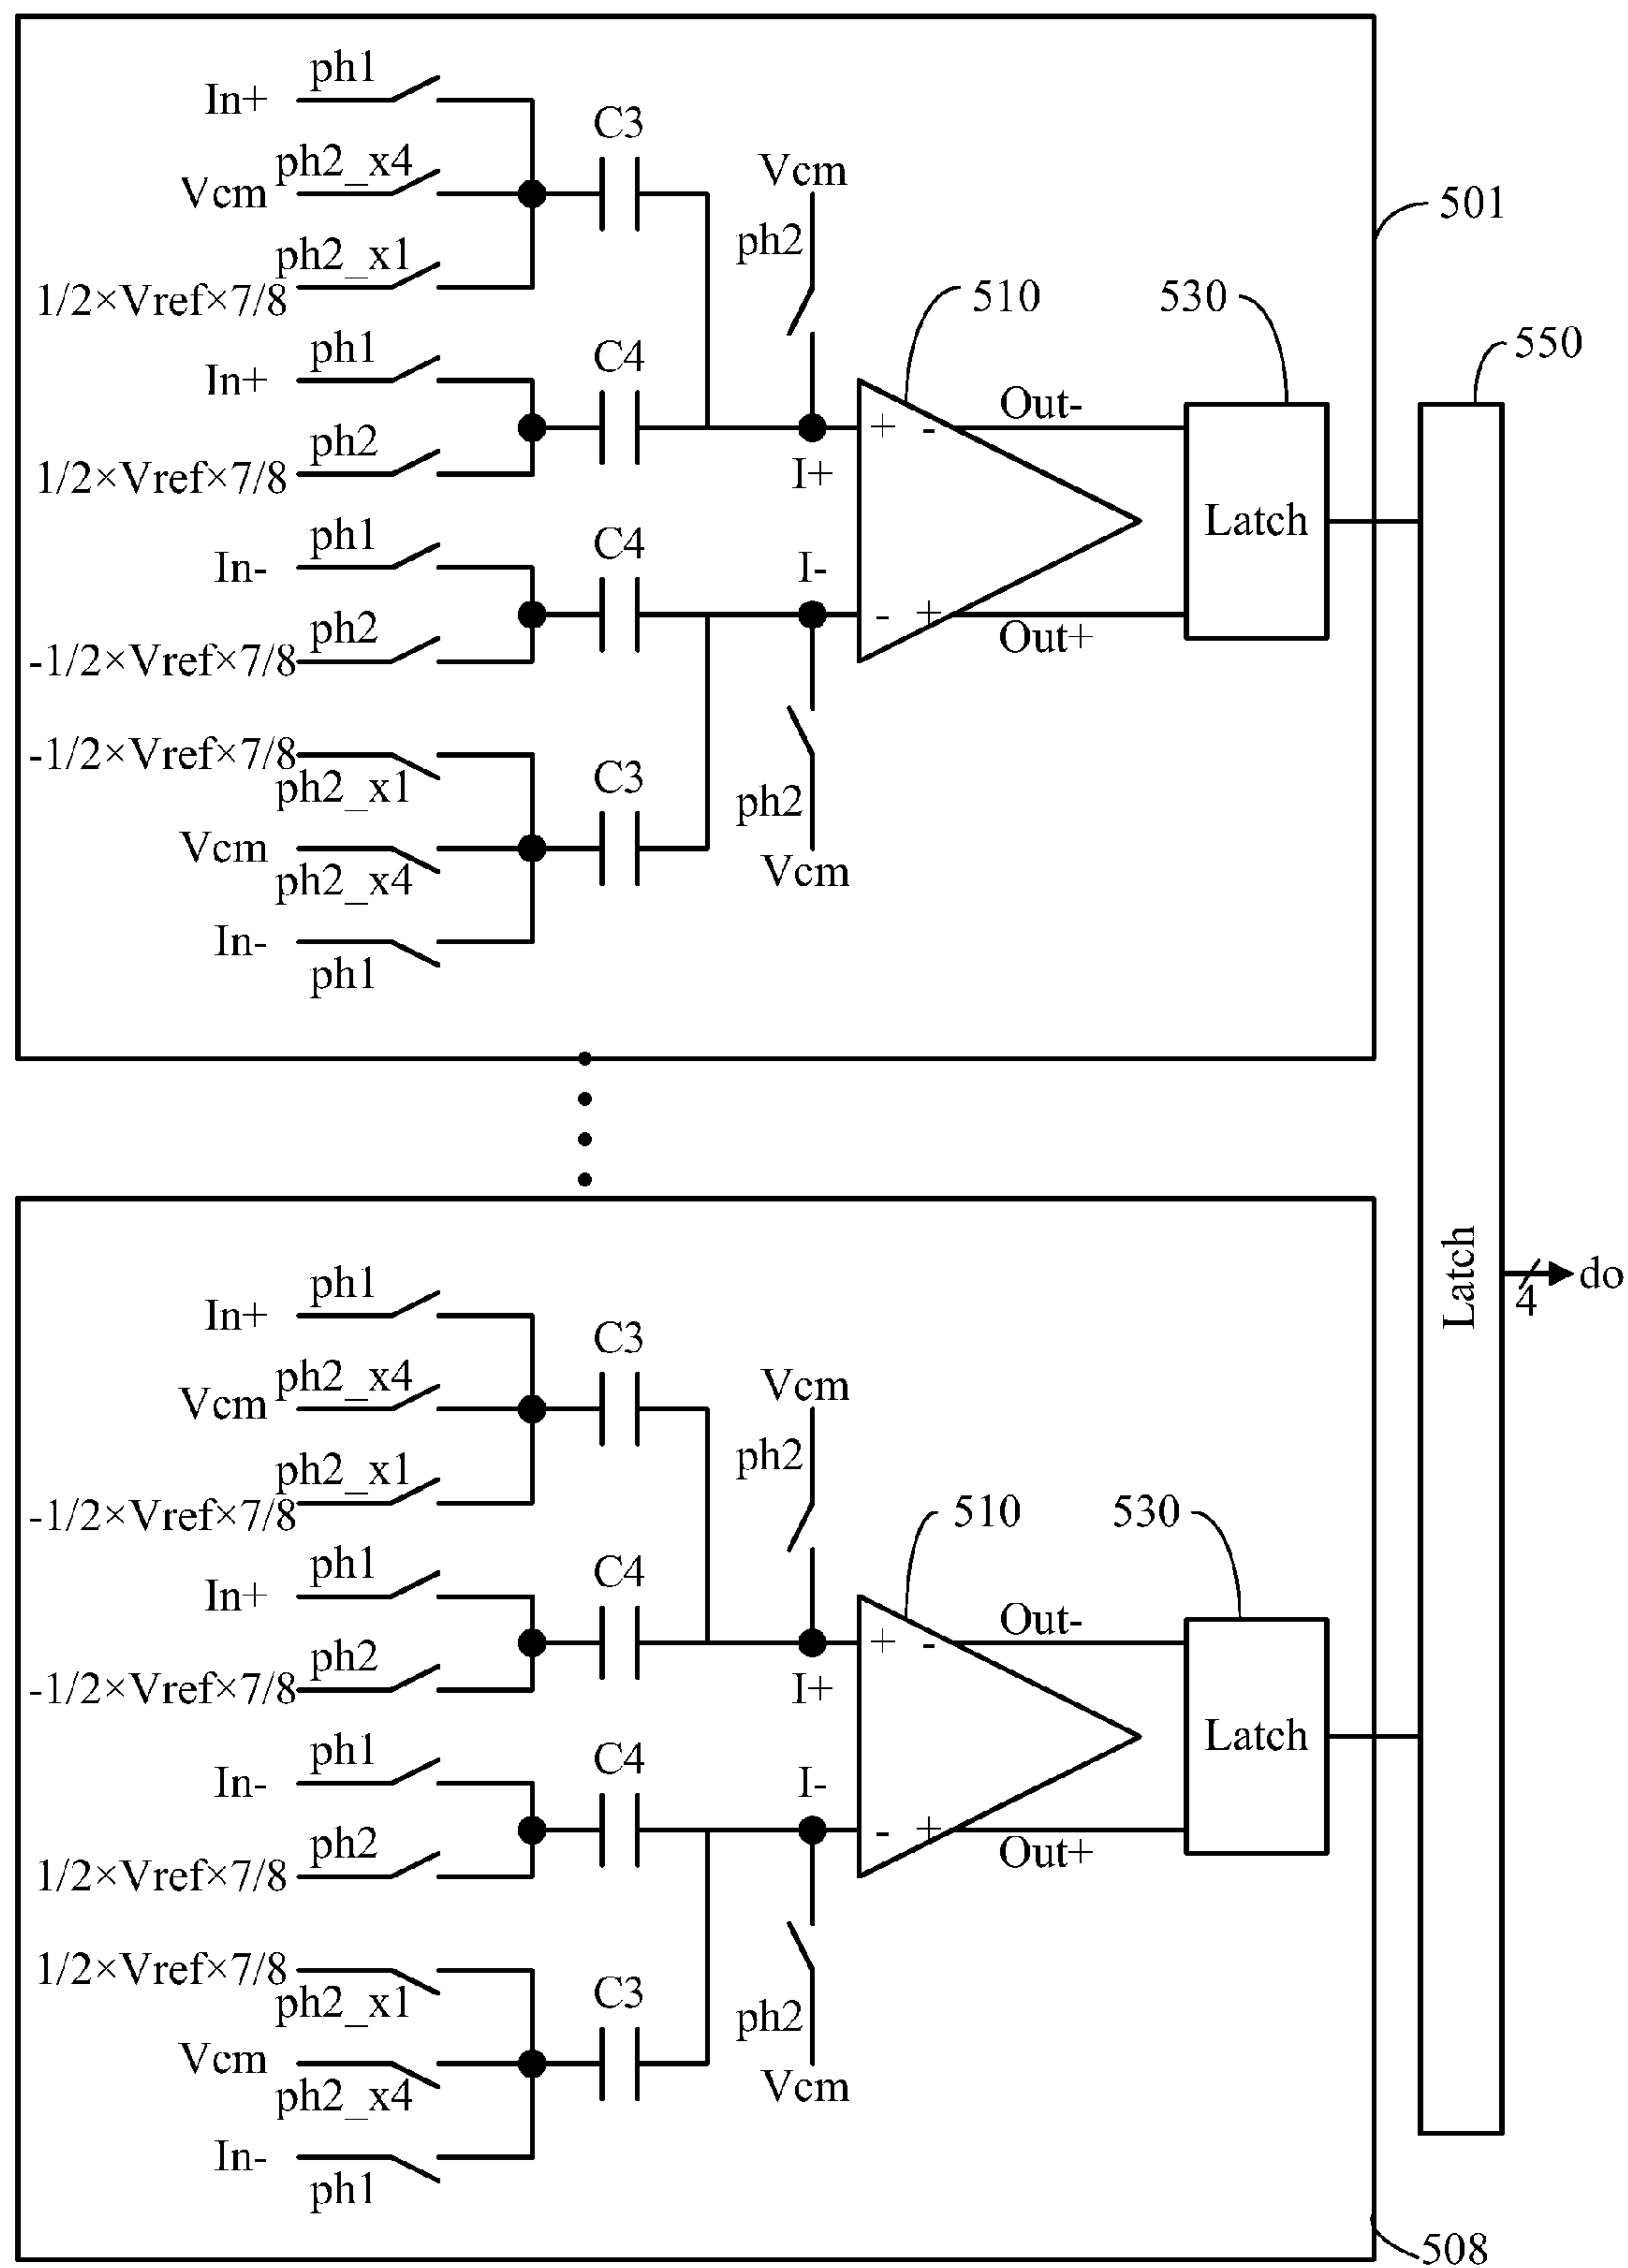 ph1
In+
C3
ph2_x4
Vcm
Vcm
501
ph2_x1
ph2
1/2×Vref×7/8
510
530
ph1
In+
C4
550
Out-
ph2
+ -
1/2×Vref×7/8
I+
Latch
ph1
C4
In-
I-
ph2
- +
Out+
-1/2×Vref×7/8
-1/2×Vref×7/8
ph2_x1
C3
ph2
Vcm
ph2_x4
Vcm
In-
ph1
Latch
do
4
ph1
In+
C3
ph2_x4
Vcm
Vcm
ph2_x1
ph2
-1/2×Vref×7/8
510
530
ph1
In+
C4
Out-
ph2
+ -
-1/2×Vref×7/8
I+
Latch
ph1
C4
In-
I-
ph2
- +
Out+
1/2×Vref×7/8
1/2×Vref×7/8
ph2_x1
C3
ph2
Vcm
ph2_x4
Vcm
In-
ph1
508